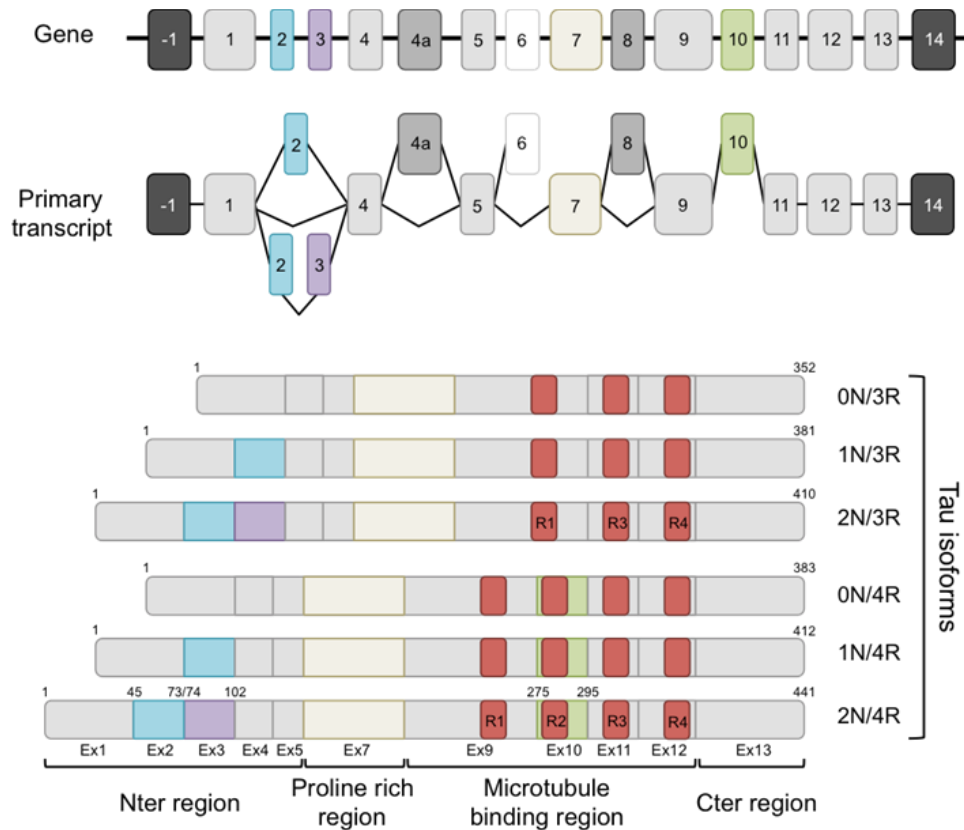 Gene
-1 1 2 3 4 4a 5 6 7 8 9 10 11 12 13 14
2 4a 6 8 10
Primary
transcript
-1 1 4 5 7 9 11 12 13 14
2 3
1 352
0N/3R
1 381
1N/3R
1 410
R1 R3 R4
2N/3R
1 383
0N/4R
1 412
1N/4R
1 45 73/74 102 275 295 441
R1 R2 R3 R4
2N/4R
Tau isoforms
Ex1 Ex2 Ex3 Ex4 Ex5 Ex7 Ex9 Ex10 Ex11 Ex12 Ex13
Nter region
Proline rich
region
Microtubule
binding region
Cter region